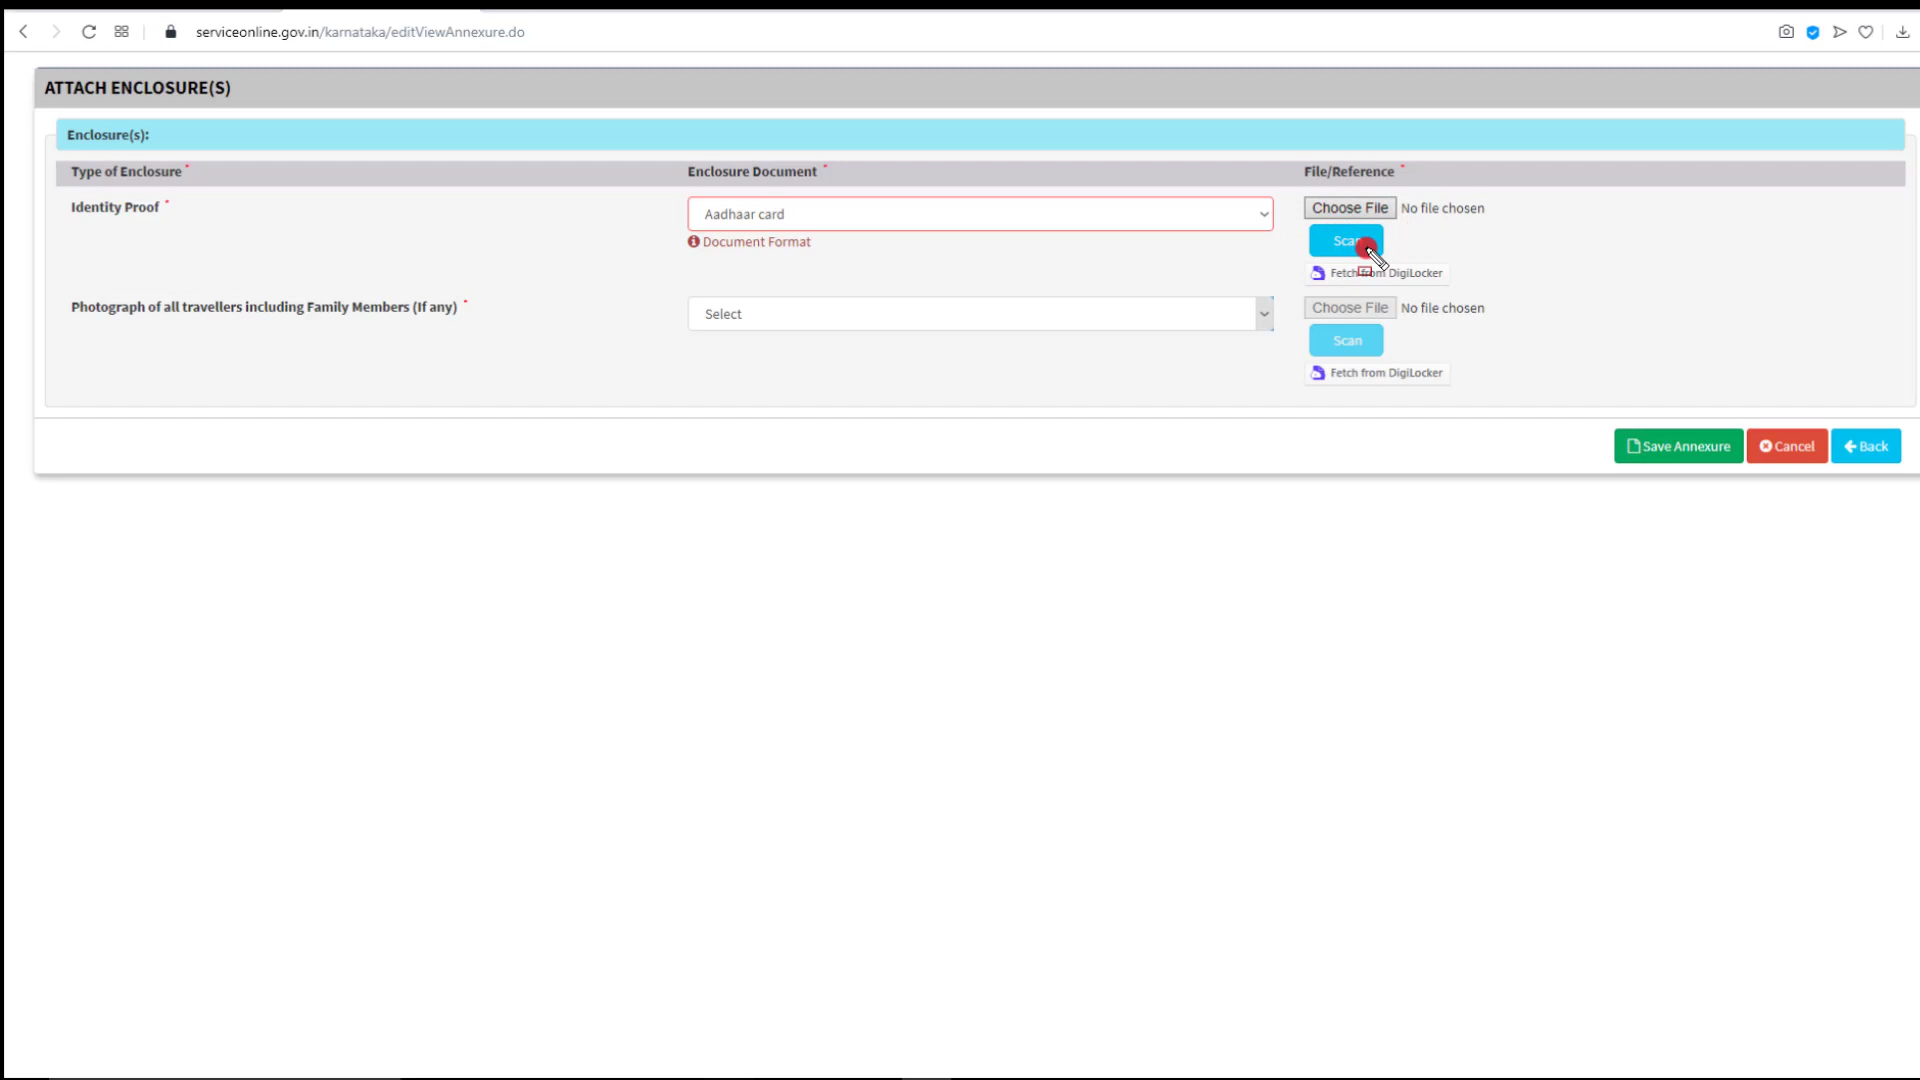 serviceonline.gov.in/karnataka/editViewAnnexure.do
ATTACH ENCLOSURE(S)
Enclosure(s):
Type of Enclosure * Enclosure Document * File/Reference *
Identity Proof * Aadhaar card Choose File No file chosen
Document Format
Fetch from DigiLocker
Photograph of all travellers including Family Members (If any) * Select Choose File No file chosen
Scan
Fetch from DigiLocker
Save Annexure Cancel Back